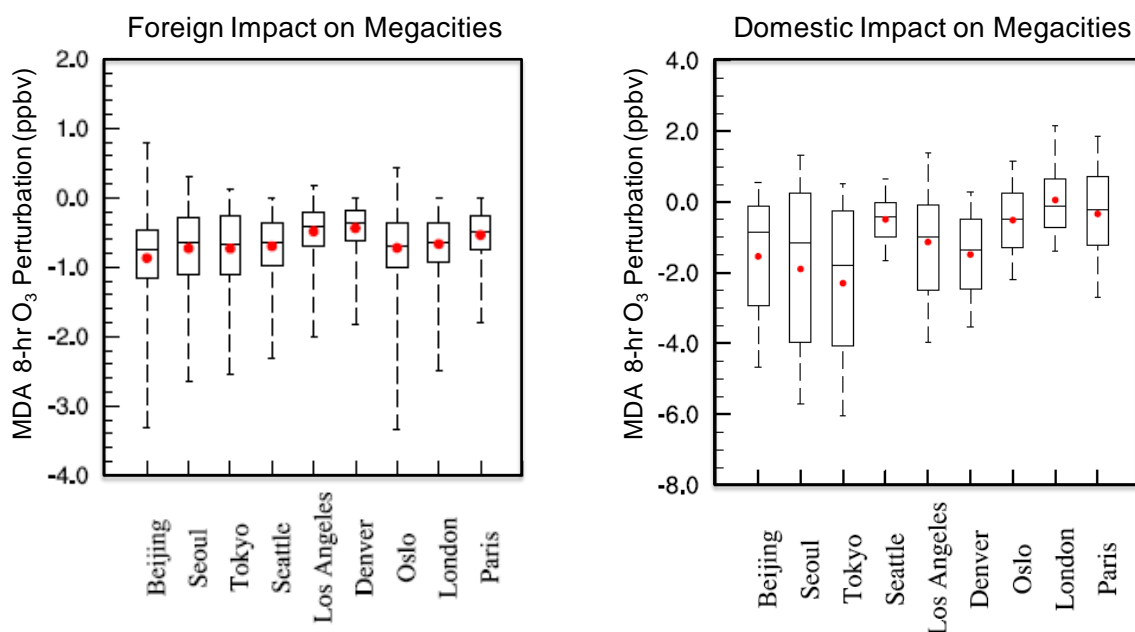 Foreign Impact on Megacities
MDA 8-hr O₃ Perturbation (ppbv)
2.0
1.0
0.0
-1.0
-2.0
-3.0
-4.0
Beijing
Seoul
Tokyo
Seattle
Los Angeles
Denver
Oslo
London
Paris
Domestic Impact on Megacities
MDA 8-hr O₃ Perturbation (ppbv)
4.0
2.0
0.0
-2.0
-4.0
-6.0
-8.0
Beijing
Seoul
Tokyo
Seattle
Los Angeles
Denver
Oslo
London
Paris